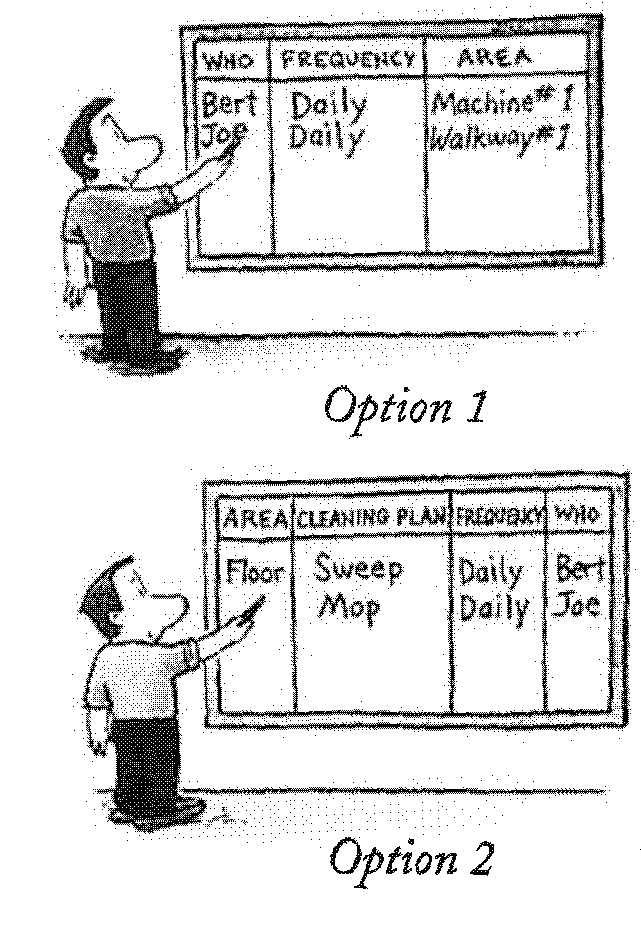 WHO FREQUENCY AREA
Bert Daily Machine#1
Joe Daily Walkway#1
Option 1
AREA CLEANING PLAN FREQUENCY WHO
Floor Sweep Daily Bert
Mop Daily Joe
Option 2